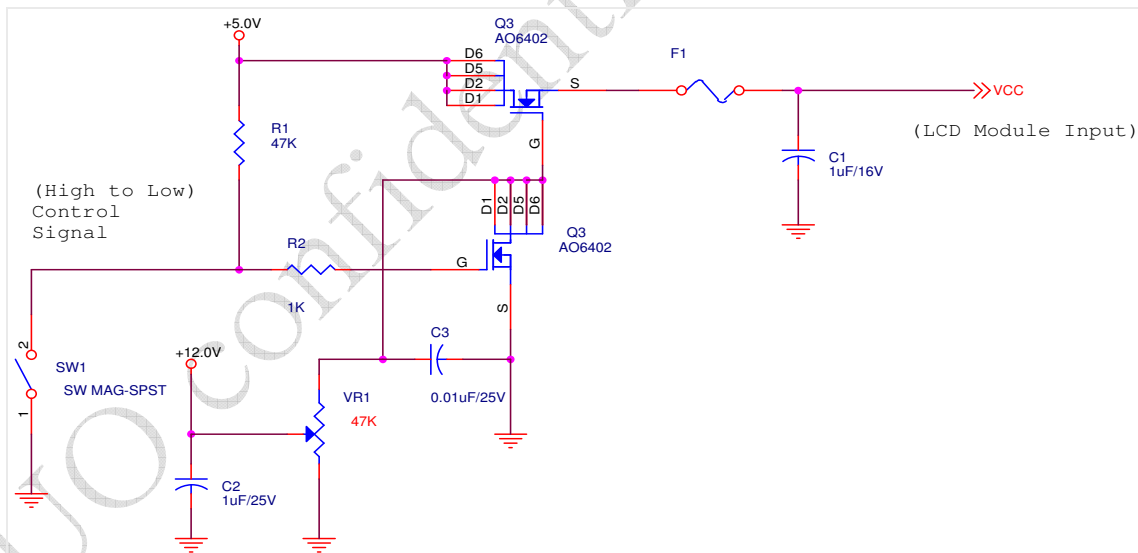 +5.0V
Q3
AO6402
D6
D5
D2
D1
S
G
F1
VCC
(LCD Module Input)
R1
47K
C1
1uF/16V
(High to Low)
Control
Signal
D1
D2
D5
D6
Q3
AO6402
R2
G
1K
S
+12.0V
C3
0.01uF/25V
2
SW1
SW MAG-SPST
1
VR1
47K
C2
1uF/25V
UO confidenti